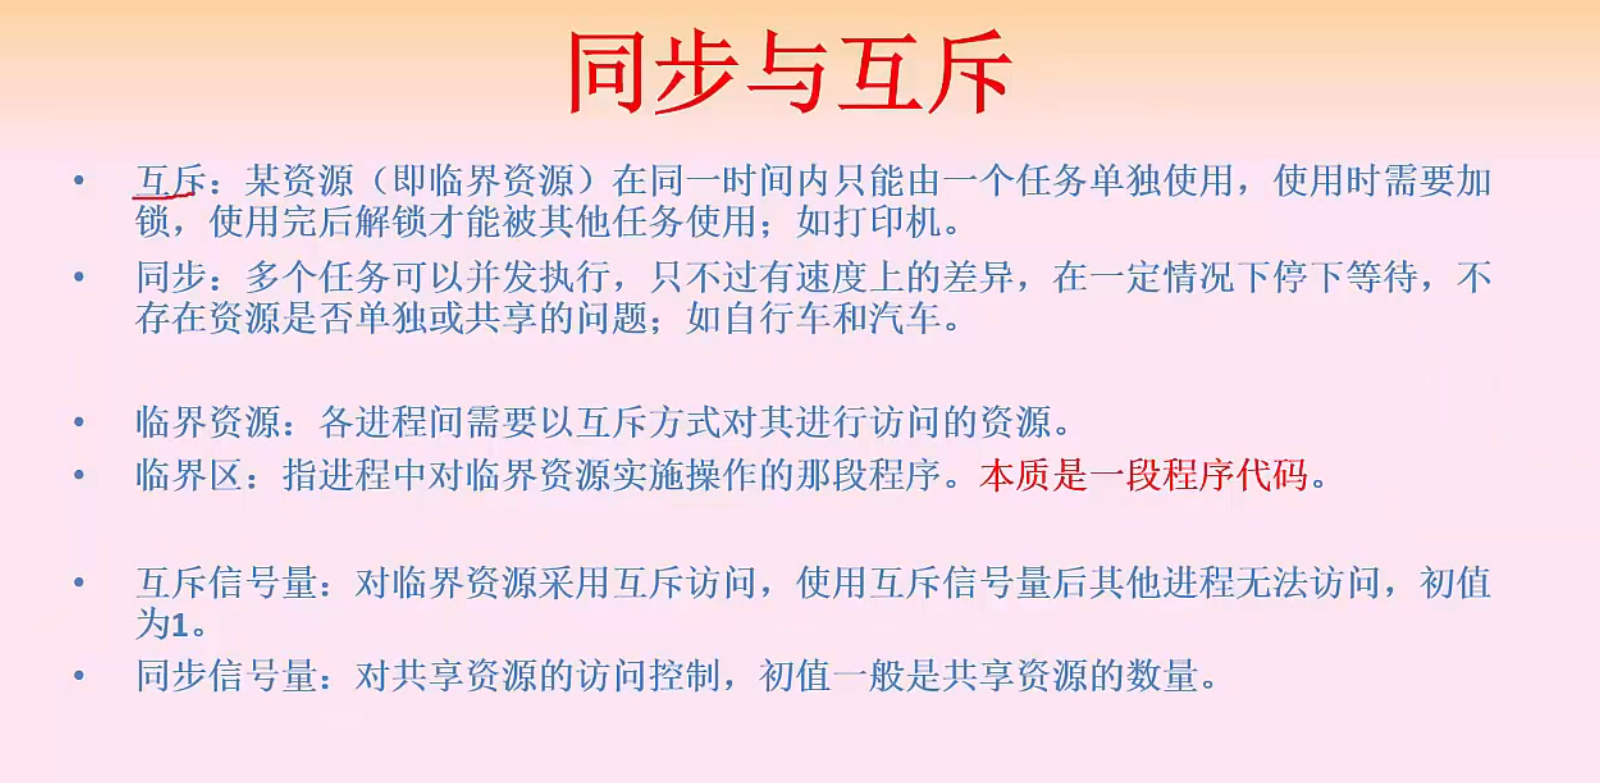 同步与互斥
• 互斥：某资源（即临界资源）在同一时间内只能由一个任务单独使用，使用时需要加
锁，使用完后解锁才能被其他任务使用；如打印机。
• 同步：多个任务可以并发执行，只不过有速度上的差异，在一定情况下停下等待，不
存在资源是否单独或共享的问题；如自行车和汽车。
• 临界资源：各进程间需要以互斥方式对其进行访问的资源。
• 临界区：指进程中对临界资源实施操作的那段程序。本质是一段程序代码。
• 互斥信号量：对临界资源采用互斥访问，使用互斥信号量后其他进程无法访问，初值
为1。
• 同步信号量：对共享资源的访问控制，初值一般是共享资源的数量。